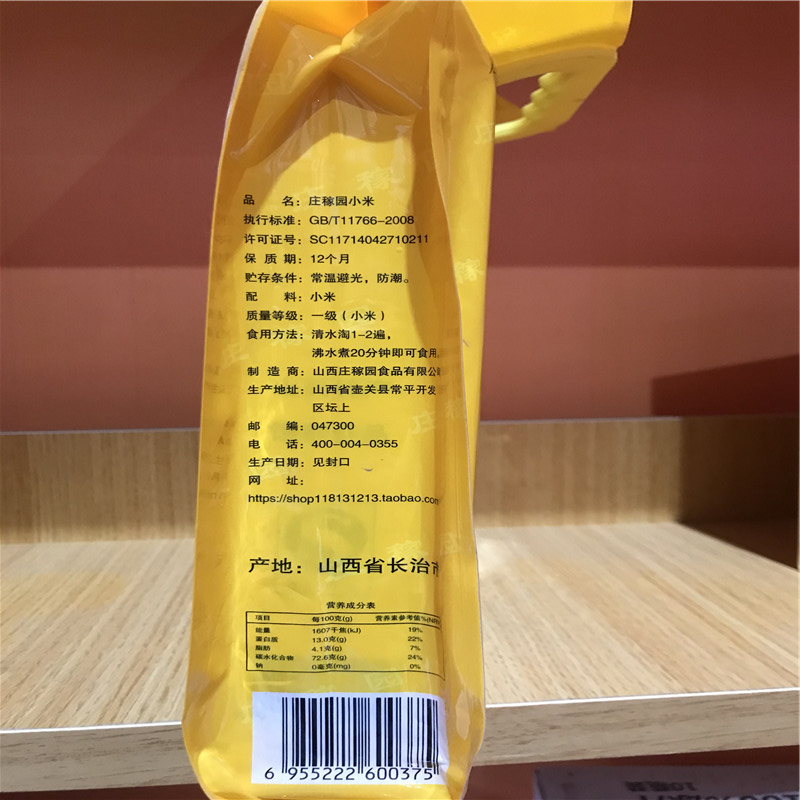 品 名：庄稼园小米
执行标准：GB/T11766-2008
许可证号：SC11714042710211
保 质 期：12个月
贮存条件：常温避光，防潮。
配 料：小米
质量等级：一级（小米）
食用方法：清水淘1-2遍，
沸水煮20分钟即可食用
制 造 商：山西庄稼园食品有限公
生产地址：山西省壶关县常平开发
区坛上
邮 编：047300
电 话：400-004-0355
生产日期：见封口
网 址：
https://shop118131213.taobao.com
产地：山西省长治市
营养成分表
项目 每100克(g) 营养素参考值%(NRV)
能量 1607千焦(kJ) 19%
蛋白质 13.0克(g) 22%
脂肪 4.1克(g) 7%
碳水化合物 72.6克(g) 24%
钠 0毫克(mg) 0%
6 955222 600375